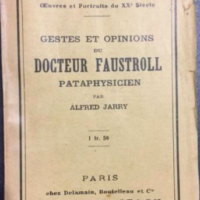 Œuvres et Portraits du XXᵉ Siècle
GESTES ET OPINIONS
DU
DOCTEUR FAUSTROLL
PATAPHYSICIEN
PAR
ALFRED JARRY
PARIS
chez Delamain, Boutelleau et Cⁱᵉ